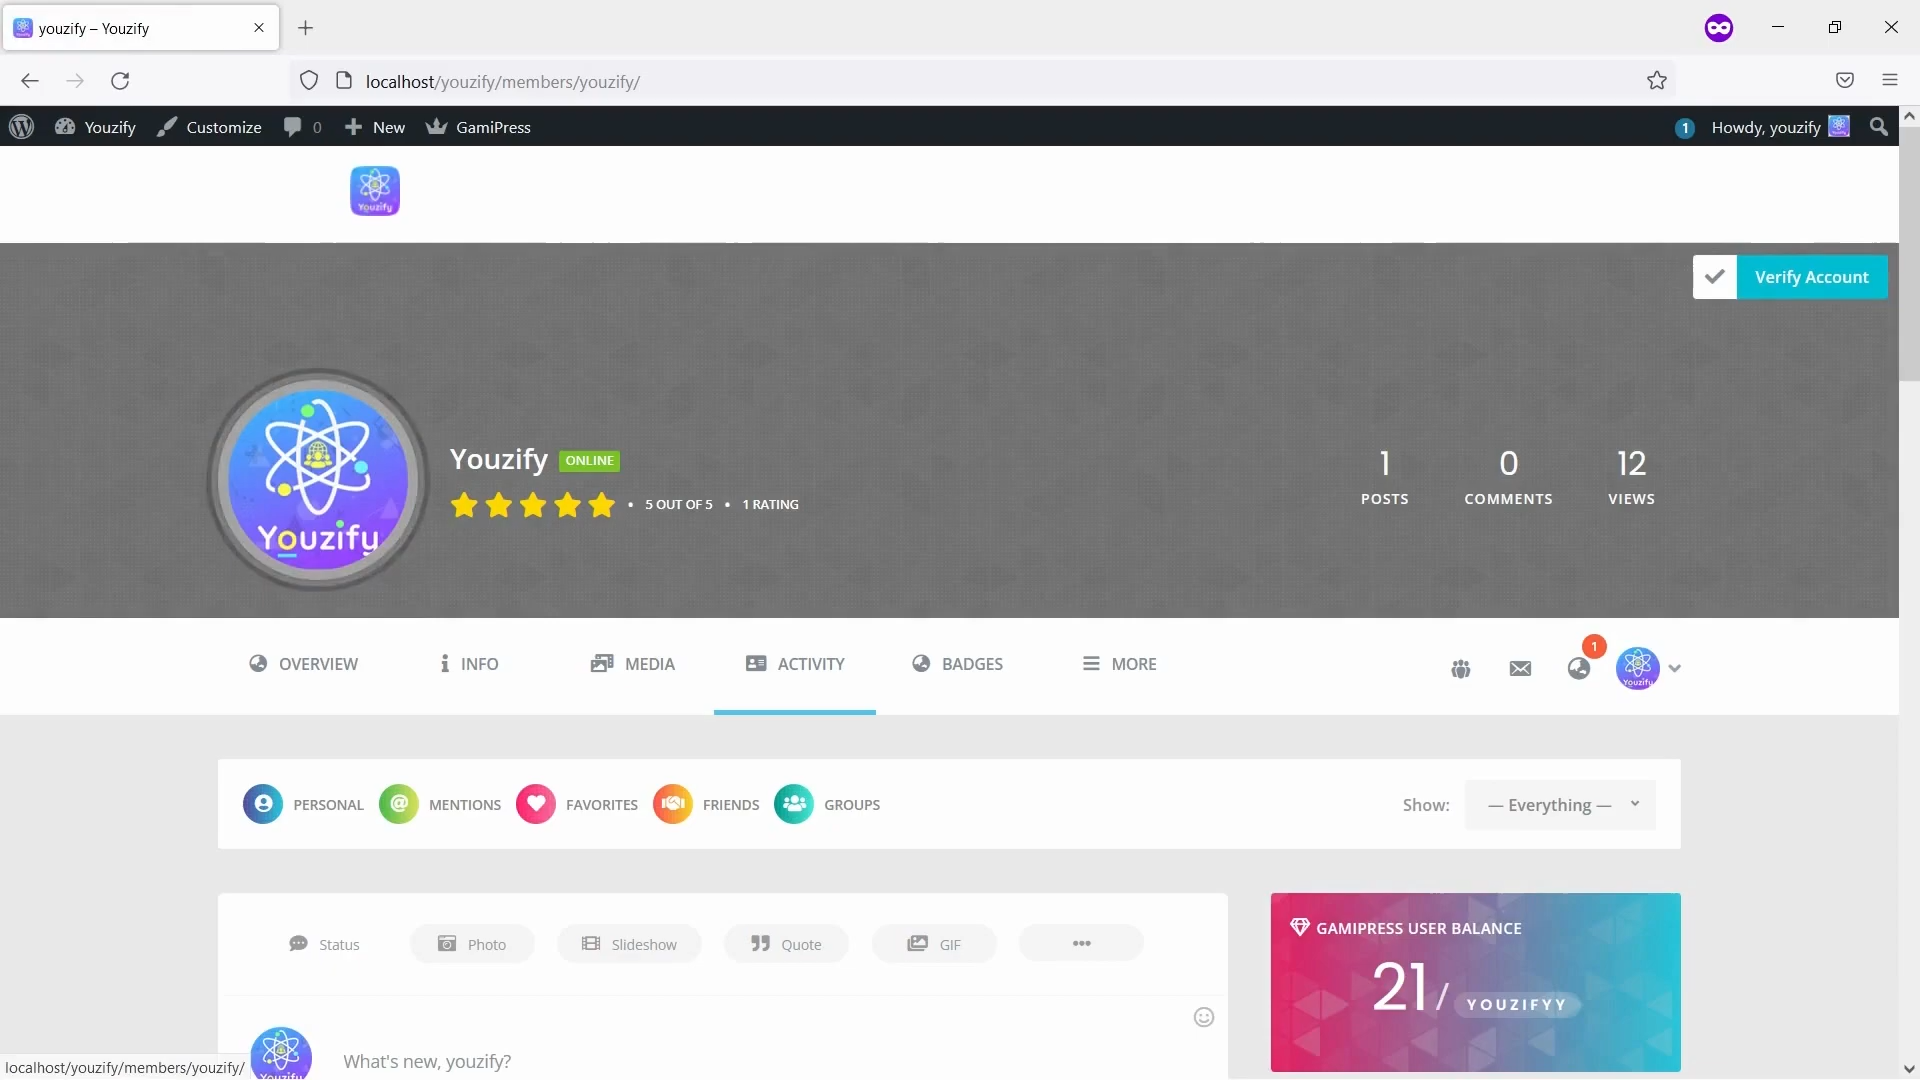 youzify – Youzify
localhost/youzify/members/youzify/
Youzify Customize 0 New GamiPress 1 Howdy, youzify
Youzify
Verify Account
Youzify
Youzify ONLINE
5 OUT OF 5 • 1 RATING
1 0 12
POSTS COMMENTS VIEWS
1
OVERVIEW INFO MEDIA ACTIVITY BADGES MORE
Youzify
PERSONAL @ MENTIONS FAVORITES FRIENDS GROUPS Show: — Everything —
GAMIPRESS USER BALANCE
Status Photo Slideshow Quote GIF •••
21 / YOUZIFYY
What's new, youzify?
Youzify
localhost/youzify/members/youzify/